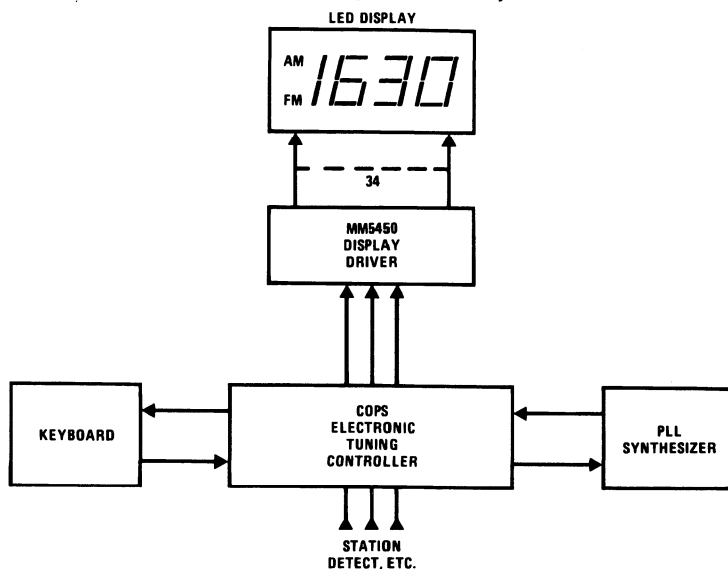 LED DISPLAY
AM
1630
FM
34
MM5450
DISPLAY
DRIVER
KEYBOARD
COPS
ELECTRONIC
TUNING
CONTROLLER
PLL
SYNTHESIZER
STATION
DETECT, ETC.